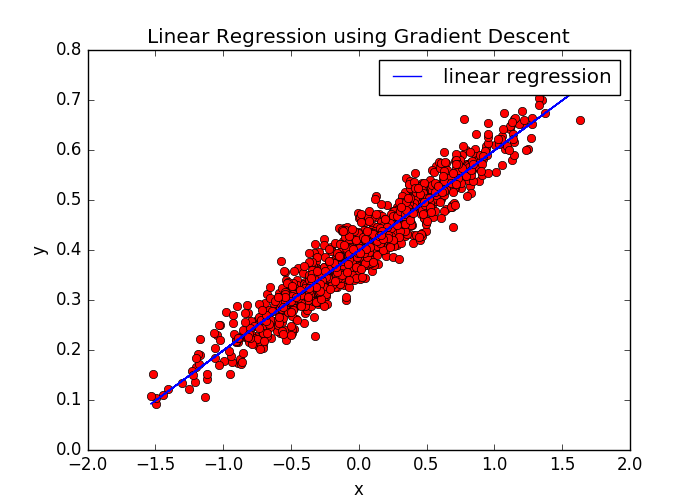 Linear Regression using Gradient Descent
linear regression
0.8
0.7
0.6
0.5
0.4
0.3
0.2
0.1
0.0
y
−2.0 −1.5 −1.0 −0.5 0.0 0.5 1.0 1.5 2.0
x